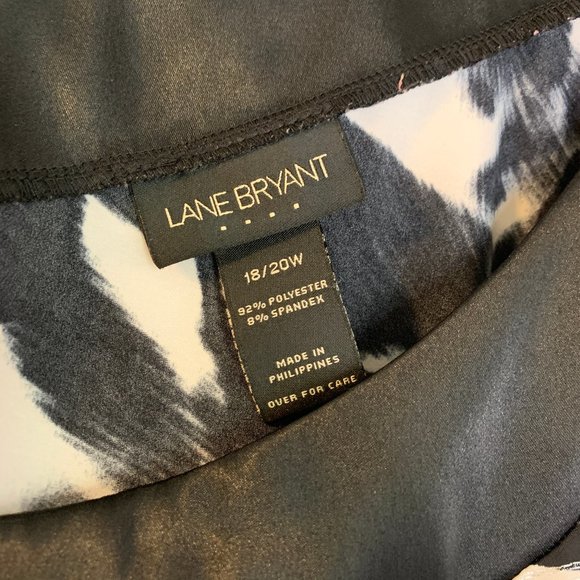 LANE BRYANT
18/20W
92% POLYESTER
8% SPANDEX
MADE IN
PHILIPPINES
OVER FOR CARE